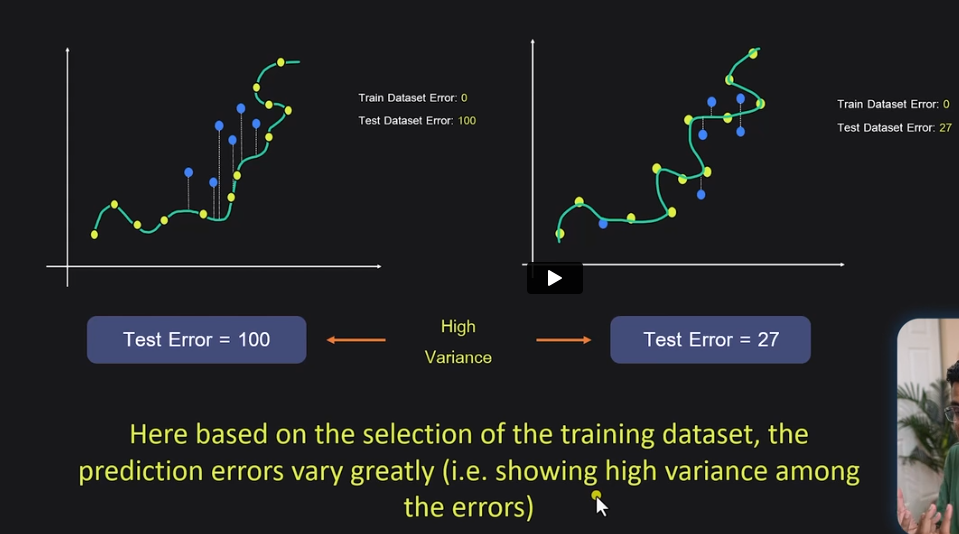 Train Dataset Error: 0
Test Dataset Error: 100
Train Dataset Error: 0
Test Dataset Error: 27
Test Error = 100
High
Variance
Test Error = 27
Here based on the selection of the training dataset, the
prediction errors vary greatly (i.e. showing high variance among
the errors)